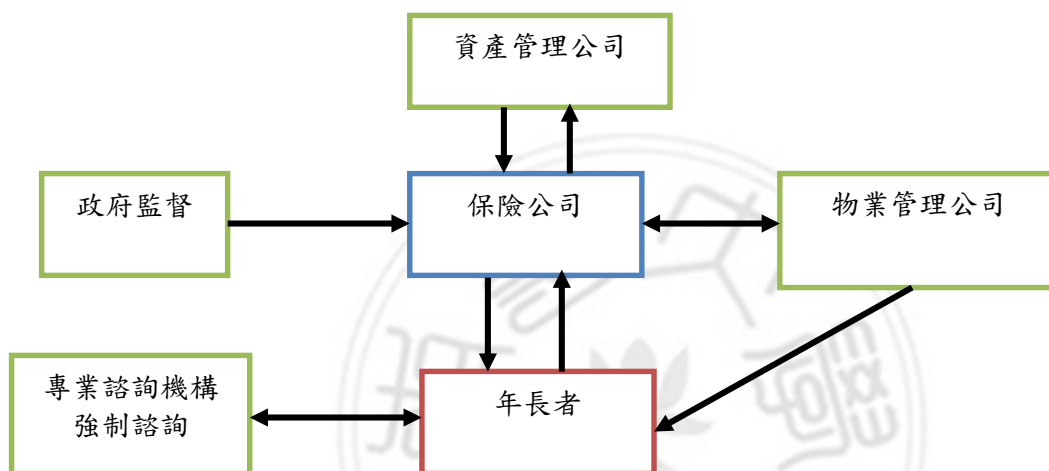 資產管理公司
政府監督
保險公司
物業管理公司
專業諮詢機構
強制諮詢
年長者